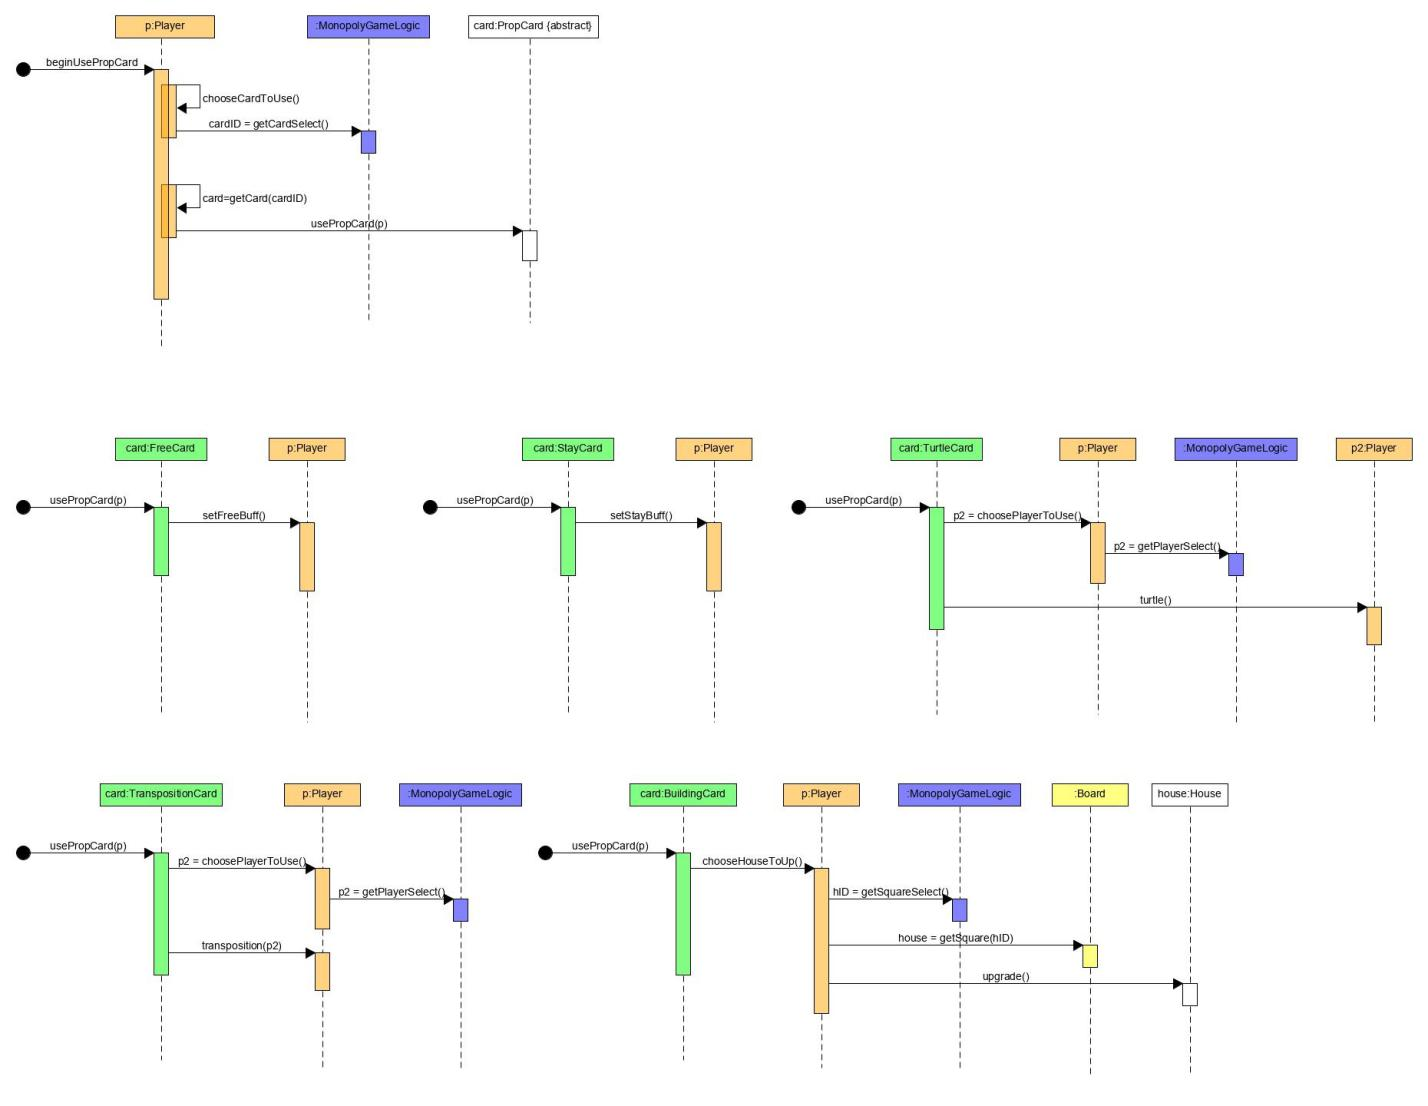 p:Player
:MonopolyGameLogic
card:PropCard {abstract}
beginUsePropCard
chooseCardToUse()
cardID = getCardSelect()
card=getCard(cardID)
usePropCard(p)
card:FreeCard
p:Player
usePropCard(p)
setFreeBuff()
card:StayCard
p:Player
usePropCard(p)
setStayBuff()
card:TurtleCard
p:Player
:MonopolyGameLogic
p2:Player
usePropCard(p)
p2 = choosePlayerToUse()
p2 = getPlayerSelect()
turtle()
card:TranspositionCard
p:Player
:MonopolyGameLogic
usePropCard(p)
p2 = choosePlayerToUse()
p2 = getPlayerSelect()
transposition(p2)
card:BuildingCard
p:Player
:MonopolyGameLogic
:Board
house:House
usePropCard(p)
chooseHouseToUp()
hID = getSquareSelect()
house = getSquare(hID)
upgrade()